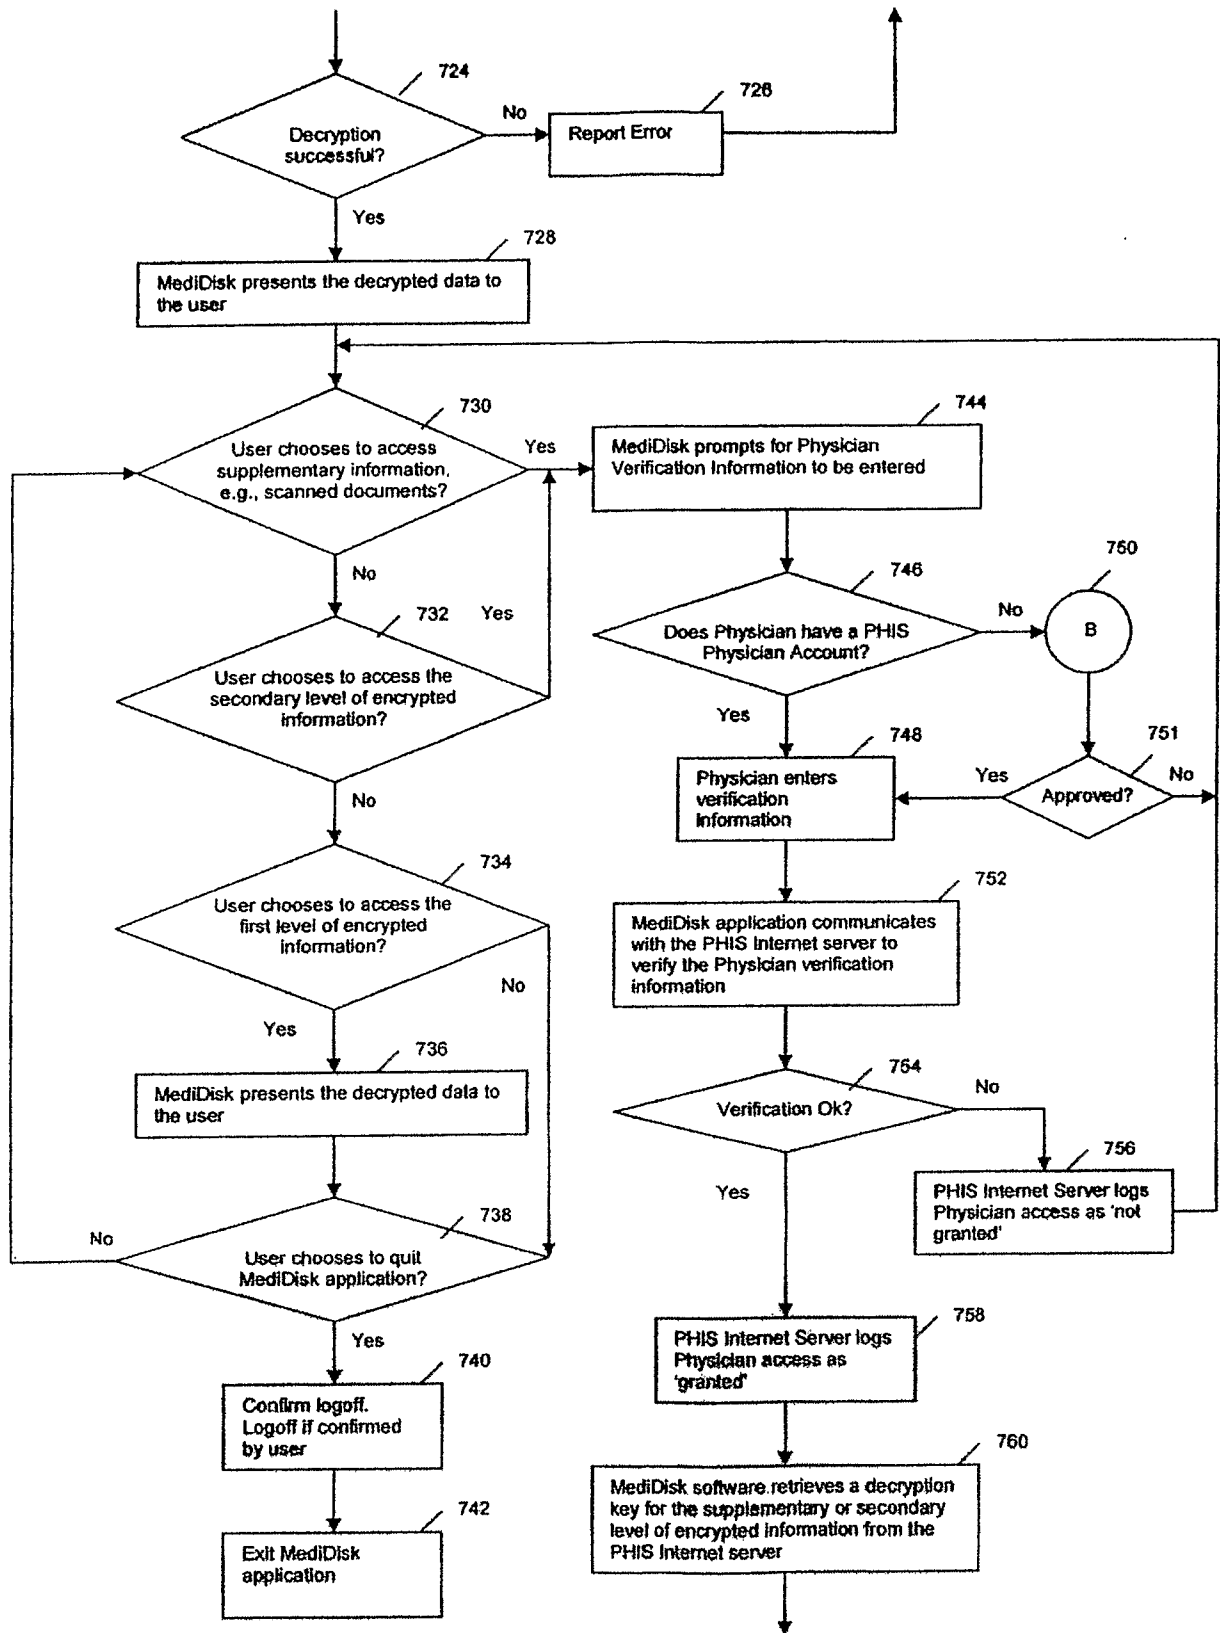 724
Decryption
successful?
No
726
Report Error
Yes
728
MediDisk presents the decrypted data to
the user
730
User chooses to access
supplementary information,
e.g., scanned documents?
Yes
No
732
Yes
User chooses to access the
secondary level of encrypted
information?
No
734
User chooses to access the
first level of encrypted
information?
No
Yes
736
MediDisk presents the decrypted data to
the user
738
No
User chooses to quit
MediDisk application?
Yes
740
Confirm logoff.
Logoff if confirmed
by user
742
Exit MediDisk
application
744
MediDisk prompts for Physician
Verification Information to be entered
746
Does Physician have a PHIS
Physician Account?
No
750
B
Yes
748
Physician enters
verification
information
751
Approved?
Yes
No
752
MediDisk application communicates
with the PHIS Internet server to
verify the Physician verification
information
754
Verification Ok?
No
756
PHIS Internet Server logs
Physician access as 'not
granted'
Yes
758
PHIS Internet Server logs
Physician access as
'granted'
760
MediDisk software retrieves a decryption
key for the supplementary or secondary
level of encrypted information from the
PHIS Internet server